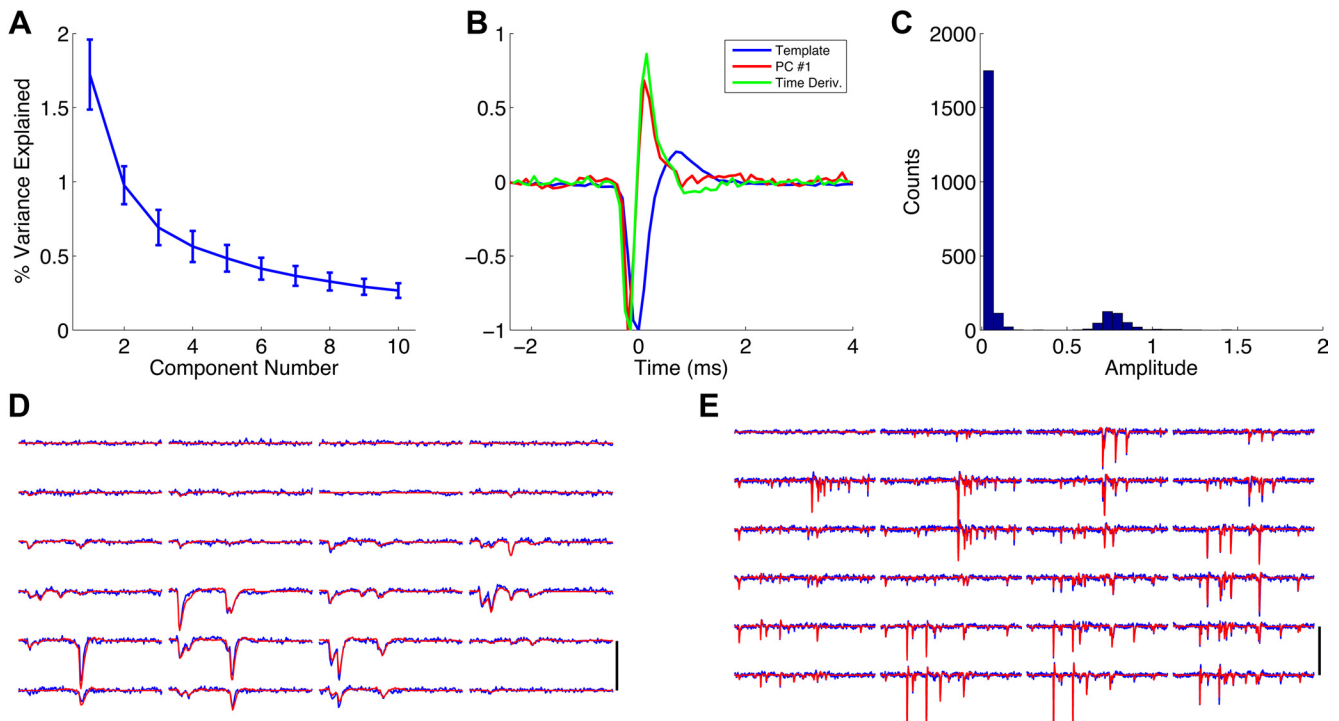 A
% Variance Explained
2
1.5
1
0.5
0
2
4
6
8
10
Component Number
B
1
0.5
0
−0.5
−1
−2
0
2
4
Time (ms)
Template
PC #1
Time Deriv.
C
Counts
2000
1500
1000
500
0
0
0.5
1
1.5
2
Amplitude
D
E